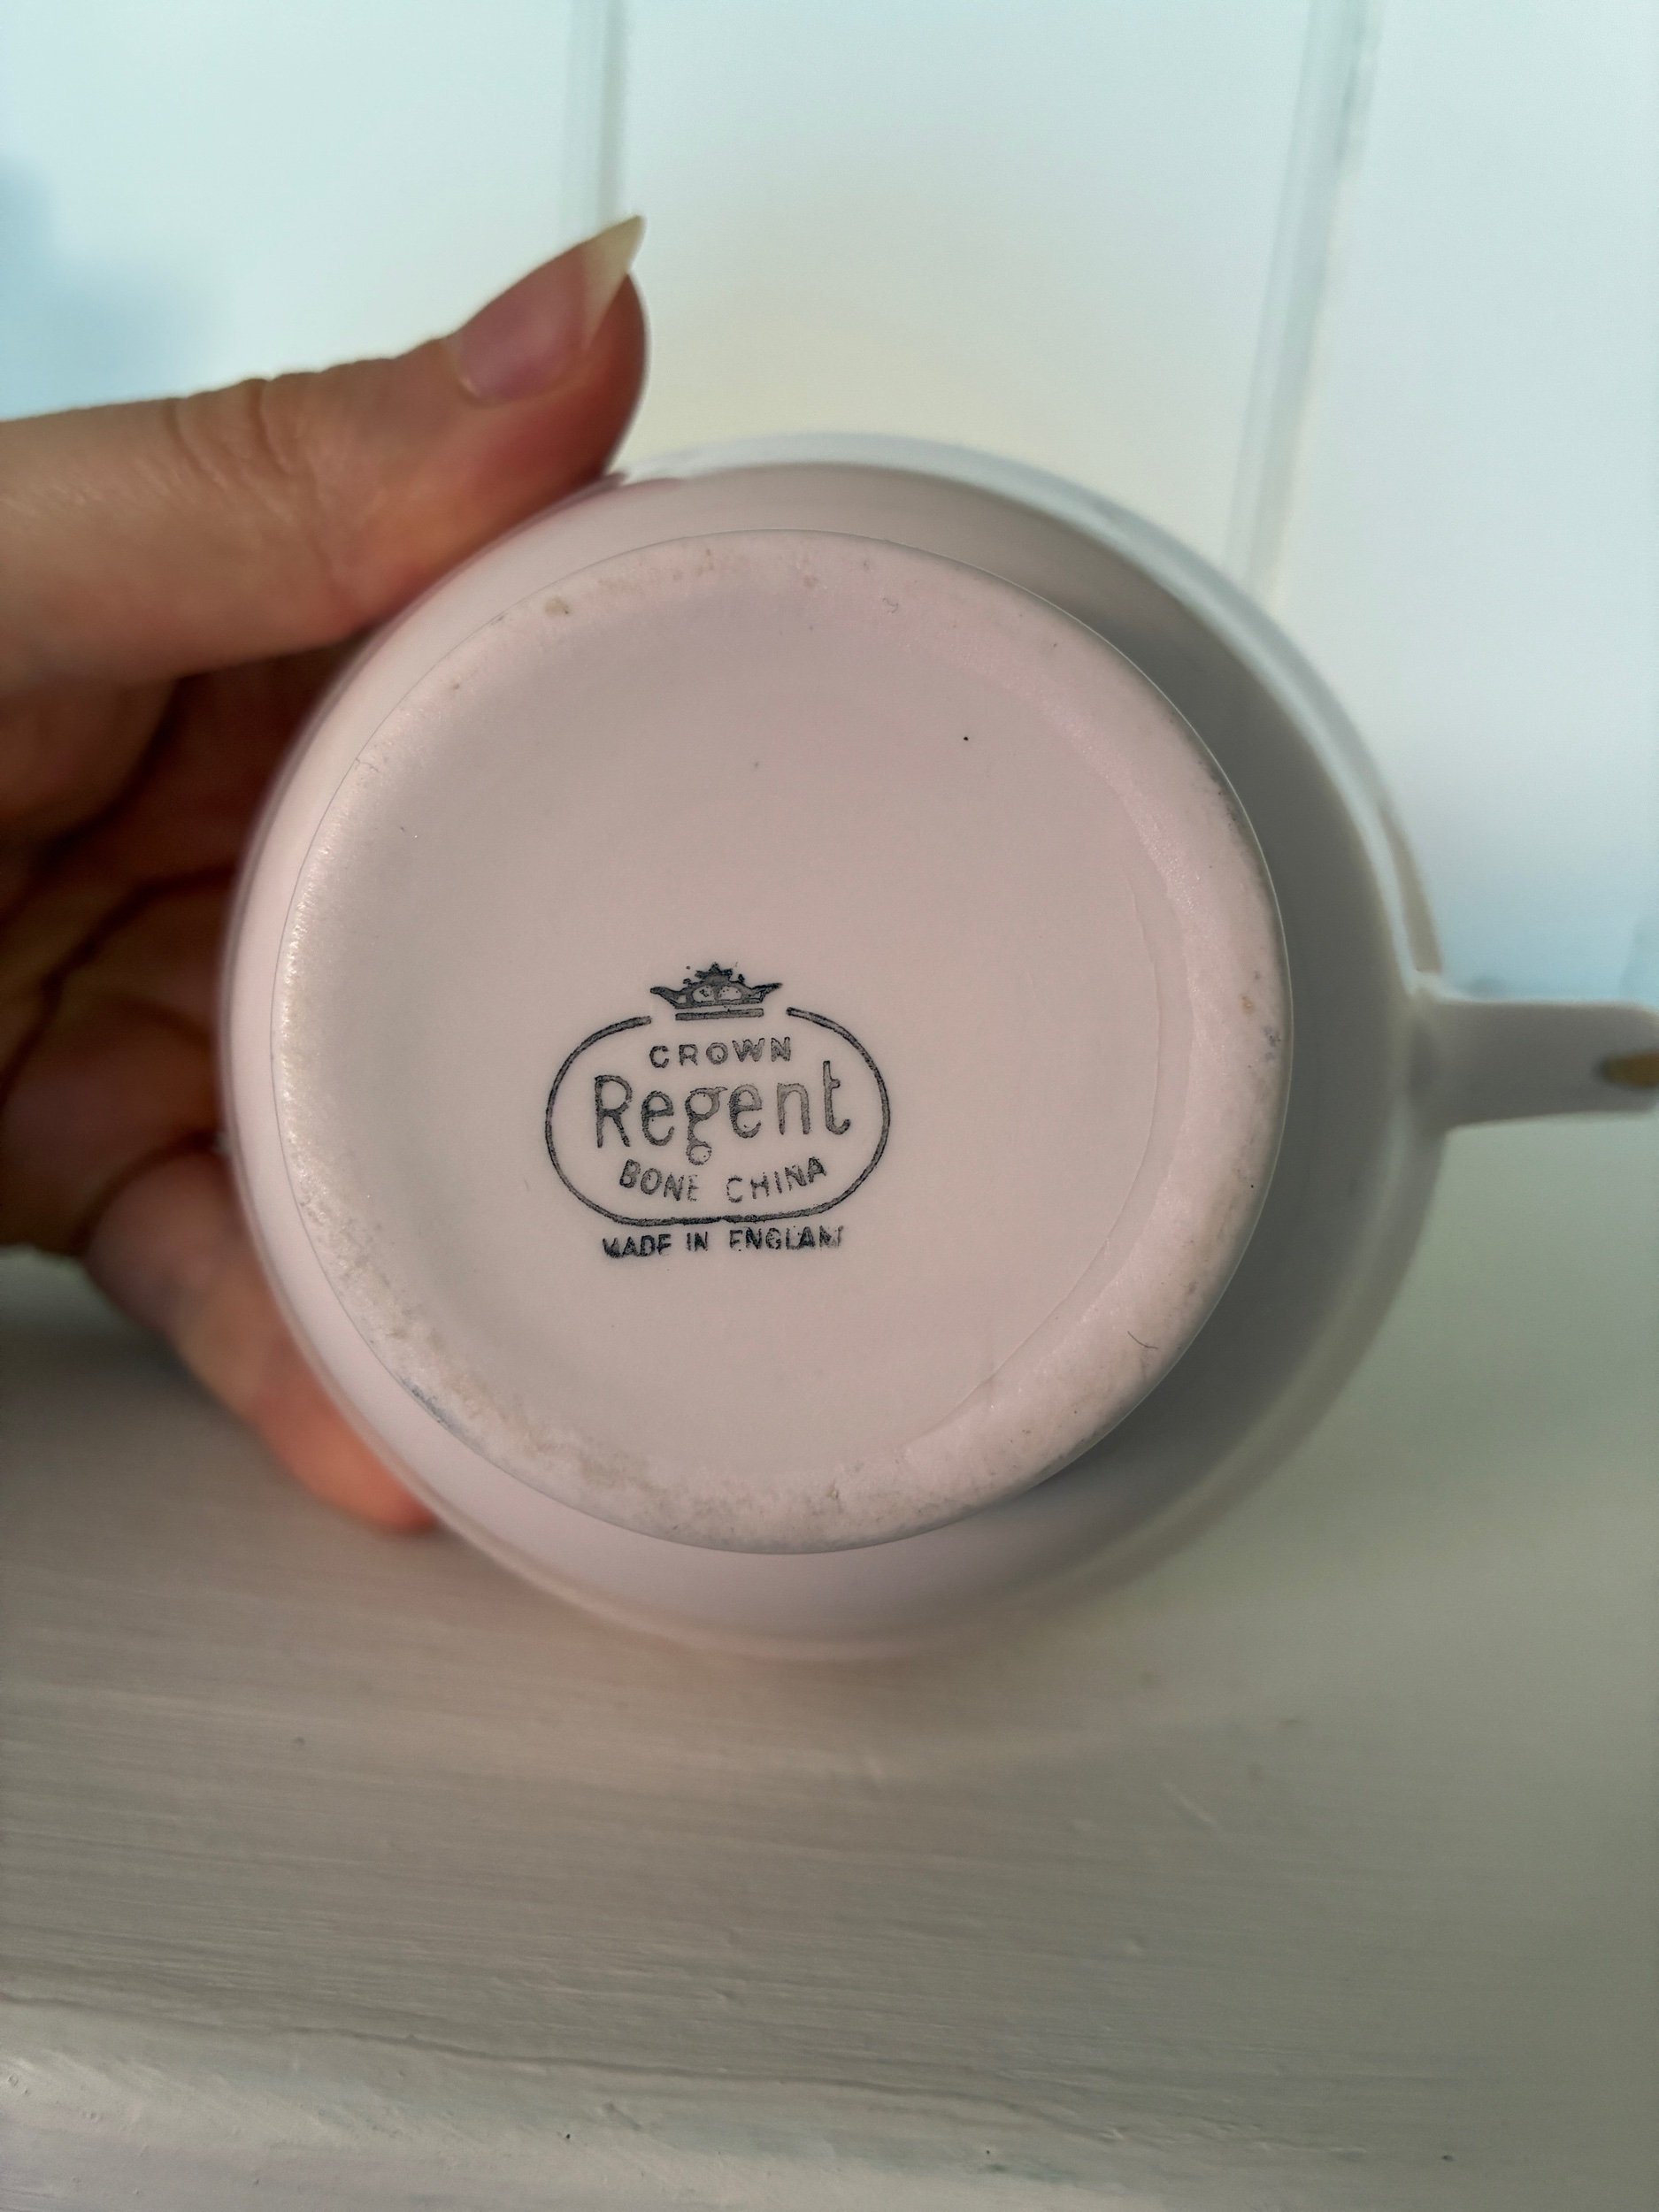 CROWN
Regent
BONE CHINA
MADE IN ENGLAND